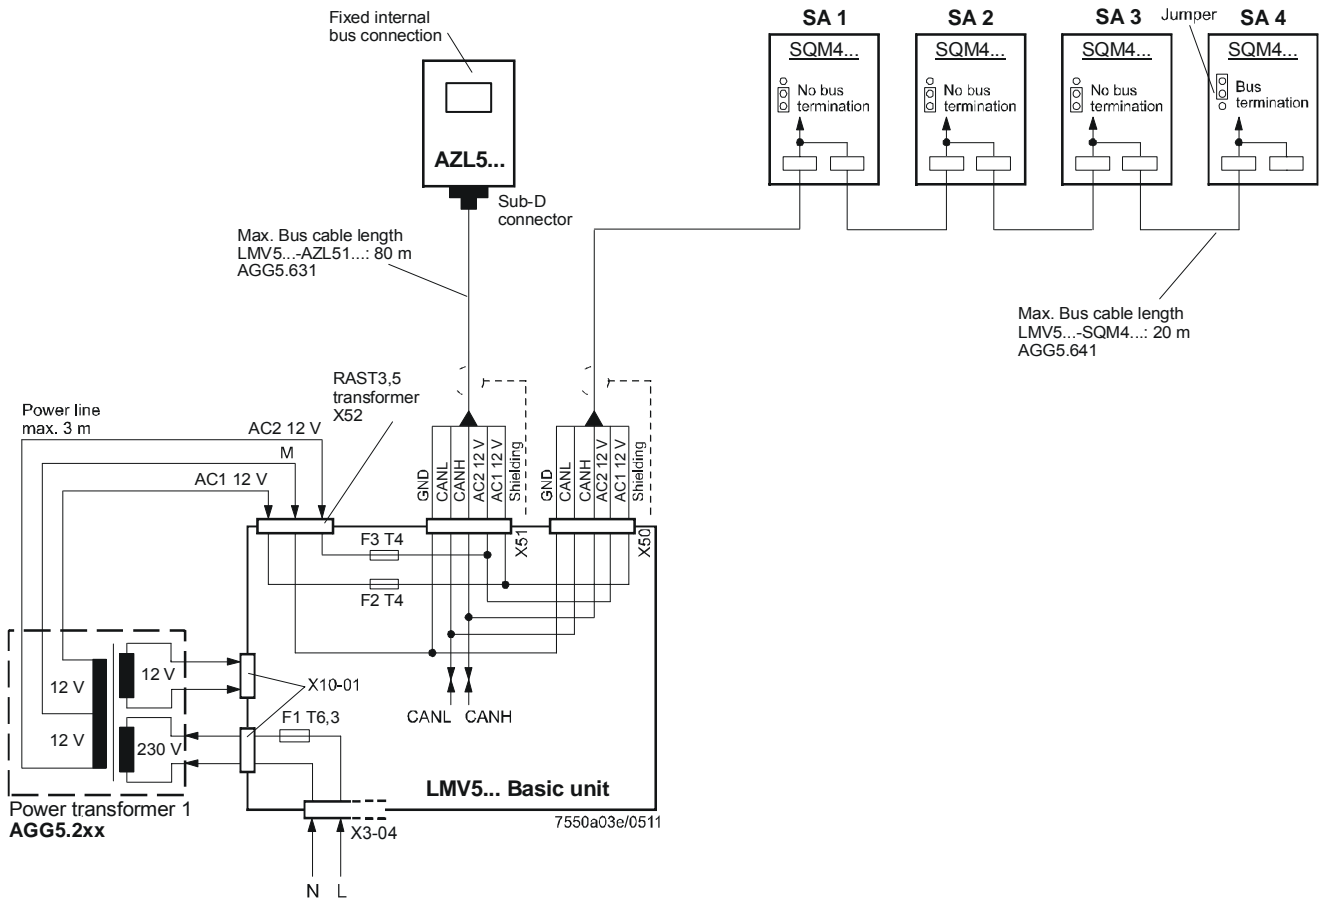 Fixed internal
bus connection
AZL5...
Sub-D
connector
Max. Bus cable length
LMV5...-AZL51...: 80 m
AGG5.631
SA 1
SQM4...
No bus
termination
SA 2
SQM4...
No bus
termination
SA 3
SQM4...
No bus
termination
Jumper
SA 4
SQM4...
Bus
termination
Max. Bus cable length
LMV5...-SQM4...: 20 m
AGG5.641
RAST3,5
transformer
X52
Power line
max. 3 m
AC2 12 V
M
AC1 12 V
GND
CANL
CANH
AC2 12 V
AC1 12 V
Shielding
X51
GND
CANL
CANH
AC2 12 V
AC1 12 V
Shielding
X50
F3 T4
F2 T4
12 V
12 V
12 V
230 V
X10-01
F1 T6,3
CANL
CANH
LMV5... Basic unit
Power transformer 1
AGG5.2xx
X3-04
7550a03e/0511
N
L